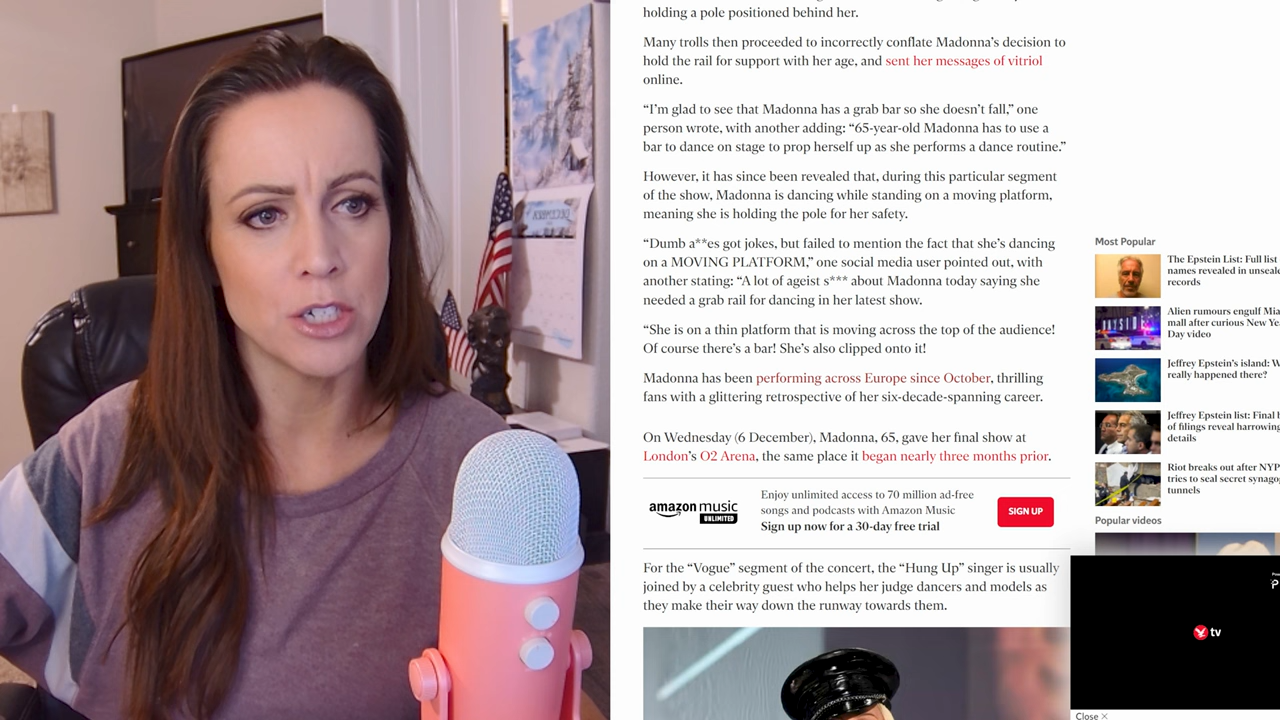 holding a pole positioned behind her.
Many trolls then proceeded to incorrectly conflate Madonna’s decision to
hold the rail for support with her age, and sent her messages of vitriol
online.
“I’m glad to see that Madonna has a grab bar so she doesn’t fall,” one
person wrote, with another adding: “65-year-old Madonna has to use a
bar to dance on stage to prop herself up as she performs a dance routine.”
However, it has since been revealed that, during this particular segment
of the show, Madonna is dancing while standing on a moving platform,
meaning she is holding the pole for her safety.
“Dumb a**es got jokes, but failed to mention the fact that she’s dancing
on a MOVING PLATFORM,” one social media user pointed out, with
another stating: “A lot of ageist s*** about Madonna today saying she
needed a grab rail for dancing in her latest show.
“She is on a thin platform that is moving across the top of the audience!
Of course there’s a bar! She’s also clipped onto it!
Madonna has been performing across Europe since October, thrilling
fans with a glittering retrospective of her six-decade-spanning career.
On Wednesday (6 December), Madonna, 65, gave her final show at
London’s O2 Arena, the same place it began nearly three months prior.
amazon music
UNLIMITED
Enjoy unlimited access to 70 million ad-free
songs and podcasts with Amazon Music
Sign up now for a 30-day free trial
SIGN UP
For the “Vogue” segment of the concert, the “Hung Up” singer is usually
joined by a celebrity guest who helps her judge dancers and models as
they make their way down the runway towards them.
Most Popular
The Epstein List: Full list
names revealed in unseale
records
Alien rumours engulf Mia
mall after curious New Ye
Day video
Jeffrey Epstein’s island: W
really happened there?
Jeffrey Epstein list: Final b
of filings reveal harrowing
details
Riot breaks out after NYP
tries to seal secret synagog
tunnels
Popular videos
tv
Close ×